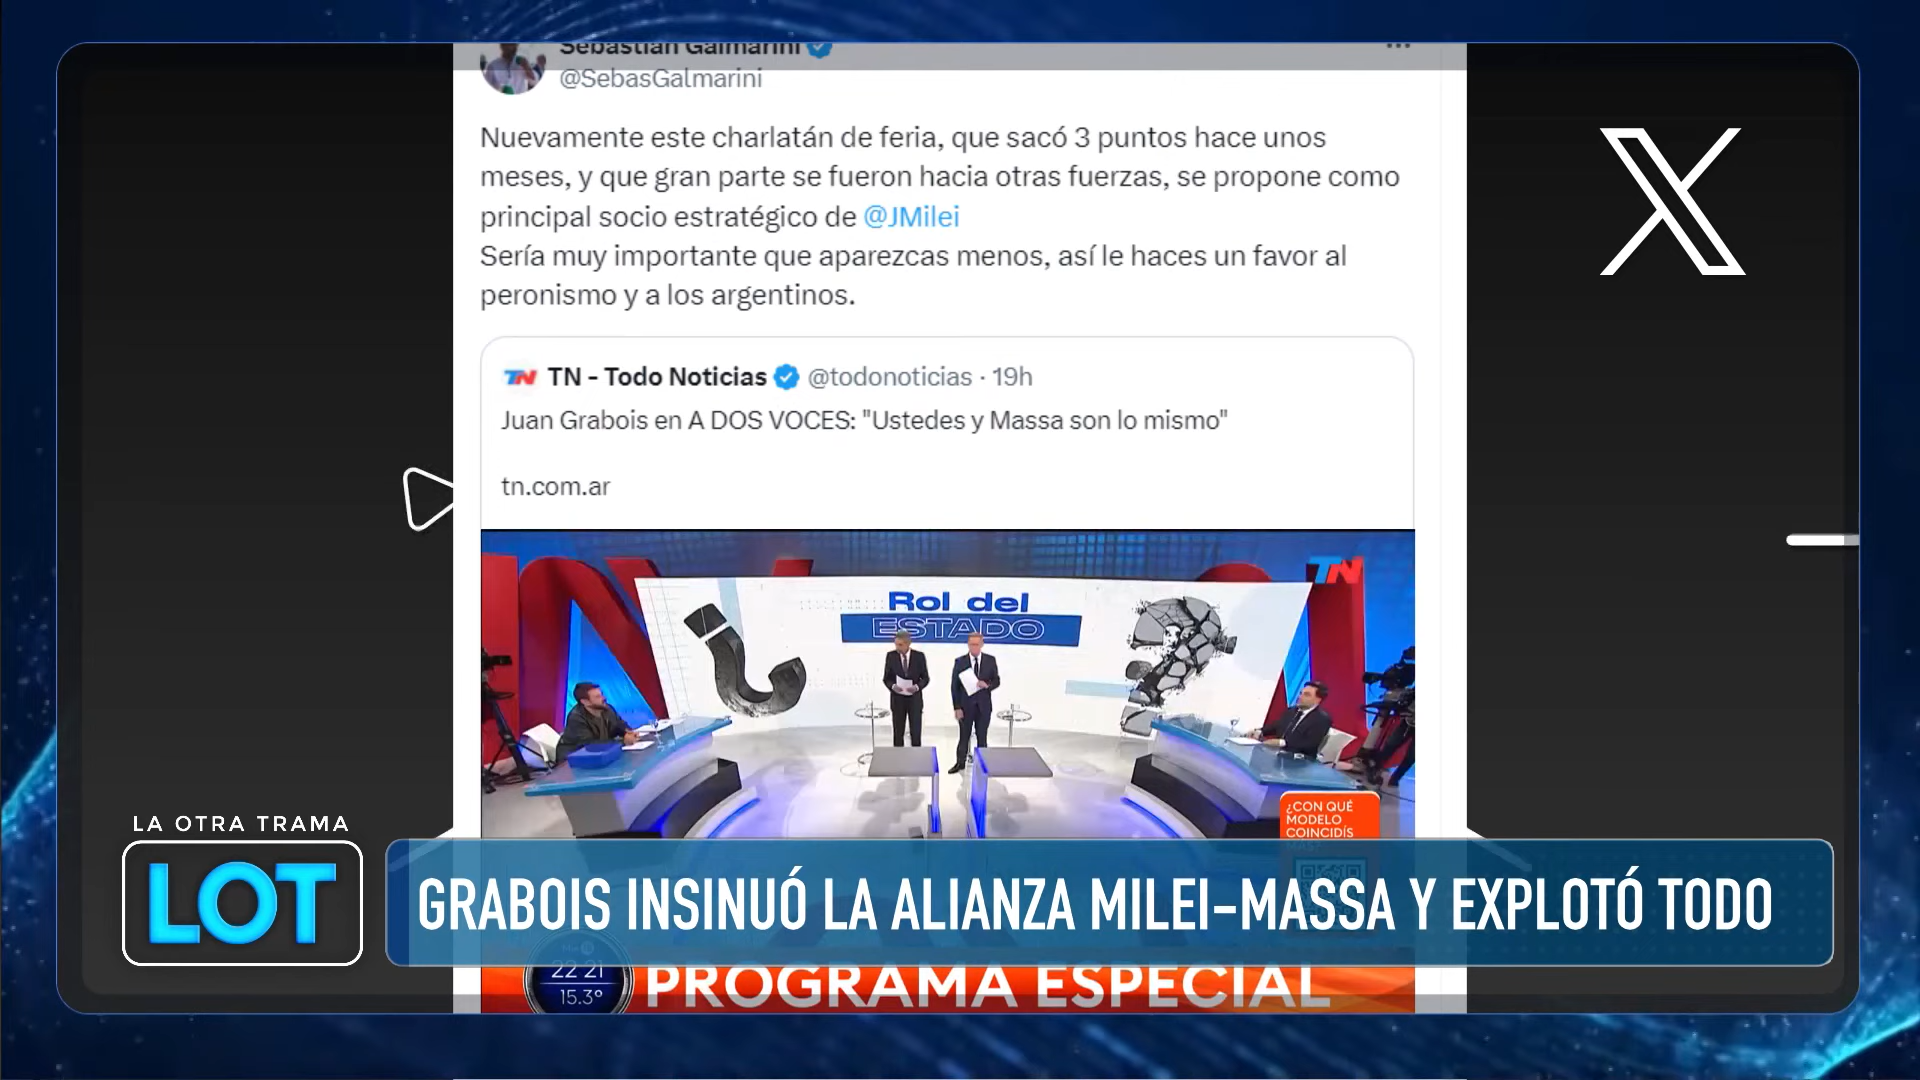 Sebastián Galmarini
@SebasGalmarini
Nuevamente este charlatán de feria, que sacó 3 puntos hace unos
meses, y que gran parte se fueron hacia otras fuerzas, se propone como
principal socio estratégico de @JMilei
Sería muy importante que aparezcas menos, así le haces un favor al
peronismo y a los argentinos.
TN - Todo Noticias @todonoticias · 19h
Juan Grabois en A DOS VOCES: "Ustedes y Massa son lo mismo"
tn.com.ar
TN
Rol del
ESTADO
¿CON QUÉ
MODELO
COINCIDÍS
MÁS?
LA OTRA TRAMA
LOT
GRABOIS INSINUÓ LA ALIANZA MILEI-MASSA Y EXPLOTÓ TODO
22 21
15.3°
PROGRAMA ESPECIAL